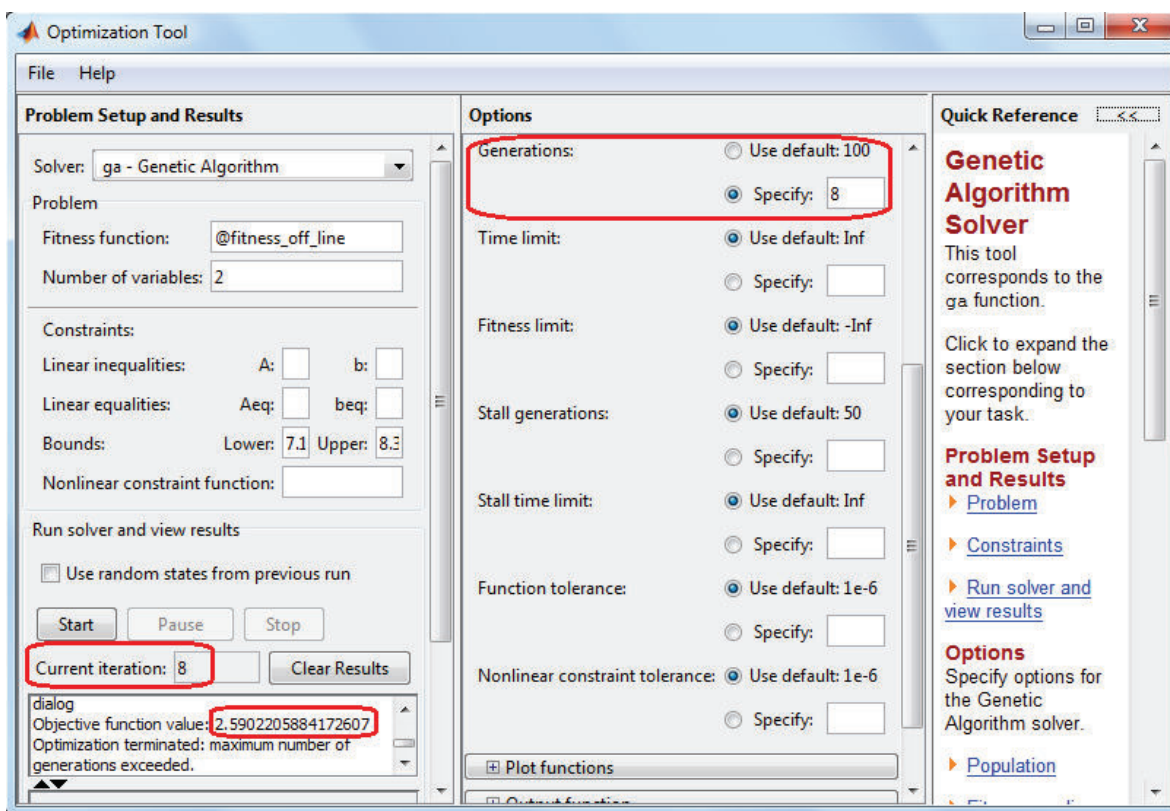 Optimization Tool
File Help
Problem Setup and Results
Solver: ga - Genetic Algorithm
Problem
Fitness function: @fitness_off_line
Number of variables: 2
Constraints:
Linear inequalities: A: b:
Linear equalities: Aeq: beq:
Bounds: Lower: 7.1 Upper: 8.3
Nonlinear constraint function:
Run solver and view results
Use random states from previous run
Start Pause Stop
Current iteration: 8 Clear Results
dialog
Objective function value: 2.5902205884172607
Optimization terminated: maximum number of
generations exceeded.
Options
Generations: Use default: 100
Specify: 8
Time limit: Use default: Inf
Specify:
Fitness limit: Use default: -Inf
Specify:
Stall generations: Use default: 50
Specify:
Stall time limit: Use default: Inf
Specify:
Function tolerance: Use default: 1e-6
Specify:
Nonlinear constraint tolerance: Use default: 1e-6
Specify:
Plot functions
Quick Reference <<
Genetic
Algorithm
Solver
This tool
corresponds to the
ga function.
Click to expand the
section below
corresponding to
your task.
Problem Setup
and Results
Problem
Constraints
Run solver and
view results
Options
Specify options for
the Genetic
Algorithm solver.
Population